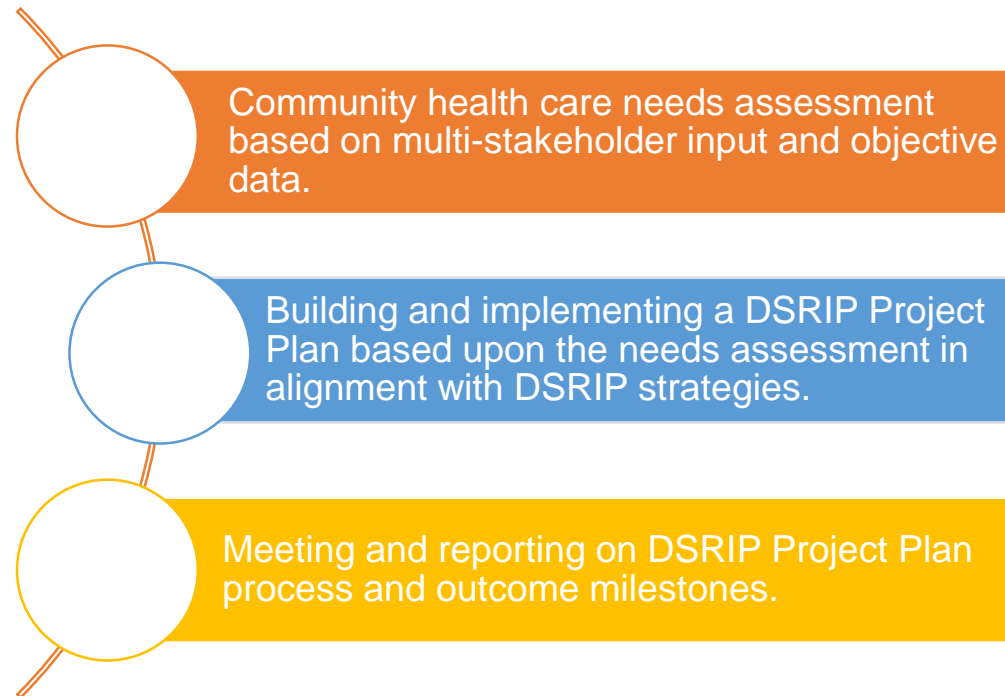 Community health care needs assessment
based on multi-stakeholder input and objective
data.
Building and implementing a DSRIP Project
Plan based upon the needs assessment in
alignment with DSRIP strategies.
Meeting and reporting on DSRIP Project Plan
process and outcome milestones.